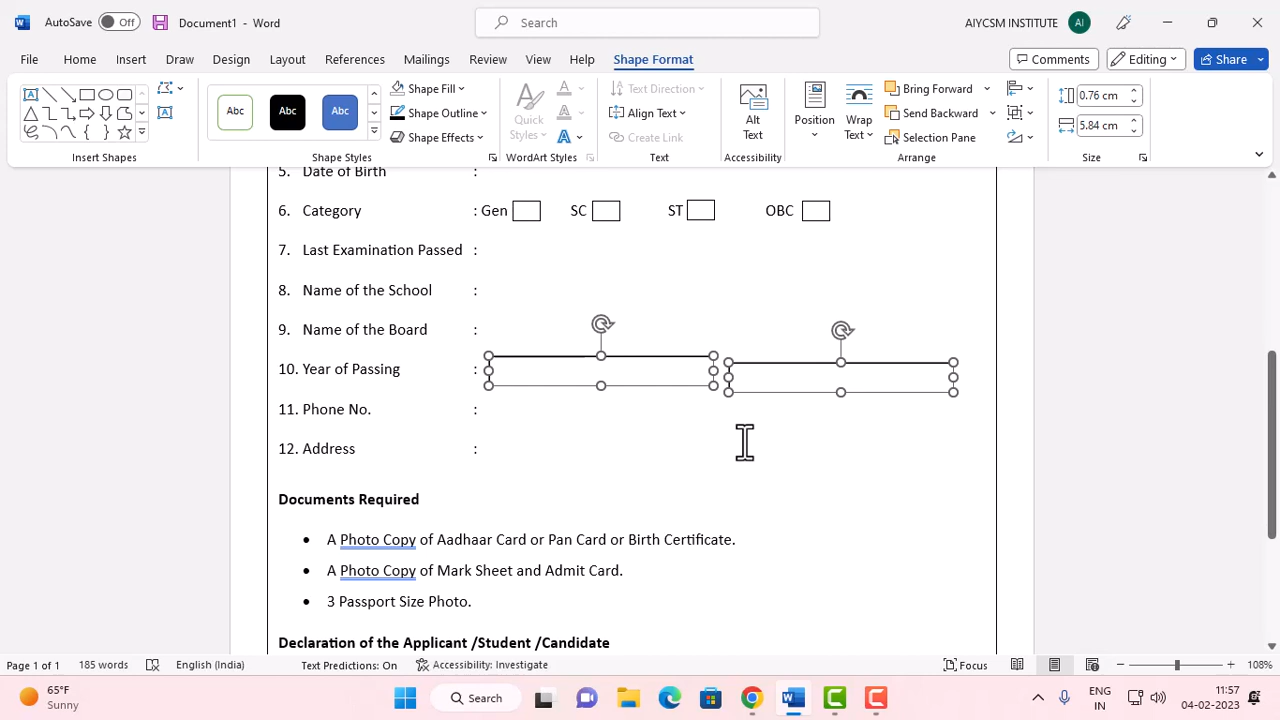 AutoSave Off Document1 - Word Search AIYCSM INSTITUTE AI
File Home Insert Draw Design Layout References Mailings Review View Help Shape Format Comments Editing Share
Abc Abc Abc
Shape Fill
Shape Outline
Shape Effects
Quick Styles
Text Direction
Align Text
Create Link
Alt Text
Position
Wrap Text
Bring Forward
Send Backward
Selection Pane
0.76 cm
5.84 cm
Insert Shapes Shape Styles WordArt Styles Text Accessibility Arrange Size
5. Date of Birth :
6. Category : Gen SC ST OBC
7. Last Examination Passed :
8. Name of the School :
9. Name of the Board :
10. Year of Passing :
11. Phone No. :
12. Address :
Documents Required
• A Photo Copy of Aadhaar Card or Pan Card or Birth Certificate.
• A Photo Copy of Mark Sheet and Admit Card.
• 3 Passport Size Photo.
Declaration of the Applicant /Student /Candidate
Page 1 of 1 185 words English (India) Text Predictions: On Accessibility: Investigate Focus 108%
65°F
Sunny
Search
ENG
IN
11:57
04-02-2023